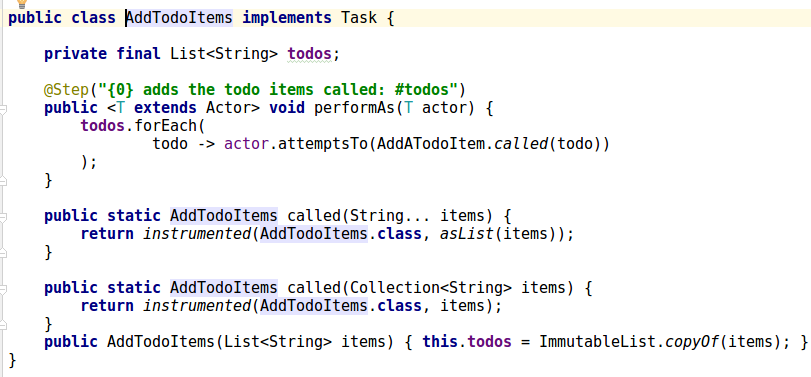 public class AddTodoItems implements Task {
private final List<String> todos;
@Step("{0} adds the todo items called: #todos")
public <T extends Actor> void performAs(T actor) {
todos.forEach(
todo -> actor.attemptsTo(AddATodoItem.called(todo))
);
}
public static AddTodoItems called(String... items) {
return instrumented(AddTodoItems.class, asList(items));
}
public static AddTodoItems called(Collection<String> items) {
return instrumented(AddTodoItems.class, items);
}
public AddTodoItems(List<String> items) { this.todos = ImmutableList.copyOf(items); }
}